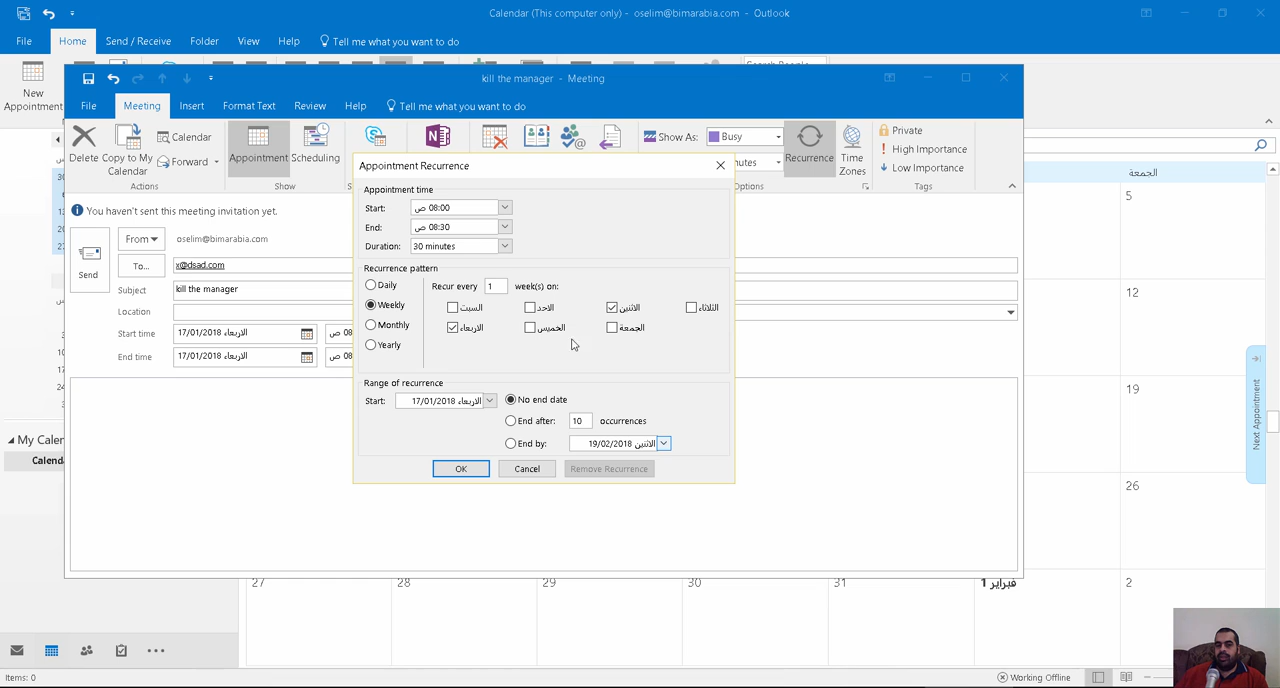 Calendar (This computer only) - oselim@bimarabia.com - Outlook
File Home Send / Receive Folder View Help Tell me what you want to do
New Appointment
kill the manager - Meeting
File Meeting Insert Format Text Review Help Tell me what you want to do
Delete
Copy to My Calendar
Calendar
Forward
Actions
Appointment
Scheduling
Show
Show As: Busy
Recurrence
Time Zones
Private
High Importance
Low Importance
Tags
You haven't sent this meeting invitation yet.
Send
From oselim@bimarabia.com
To... x@dsad.com
Subject kill the manager
Location
Start time الاربعاء 17/01/2018
End time الاربعاء 17/01/2018
Appointment Recurrence
Appointment time
Start: 08:00 ص
End: 08:30 ص
Duration: 30 minutes
Recurrence pattern
Daily
Weekly
Monthly
Yearly
Recur every 1 week(s) on:
السبت الاحد الاثنين الثلاثاء
الاربعاء الخميس الجمعة
Range of recurrence
Start: الاربعاء 17/01/2018
No end date
End after: 10 occurrences
End by: الاثنين 19/02/2018
OK Cancel Remove Recurrence
الجمعة
5
12
19
26
27 28 29 30 31 فبراير 1 2
Next Appointment
My Calen
Calend
Items: 0
Working Offline